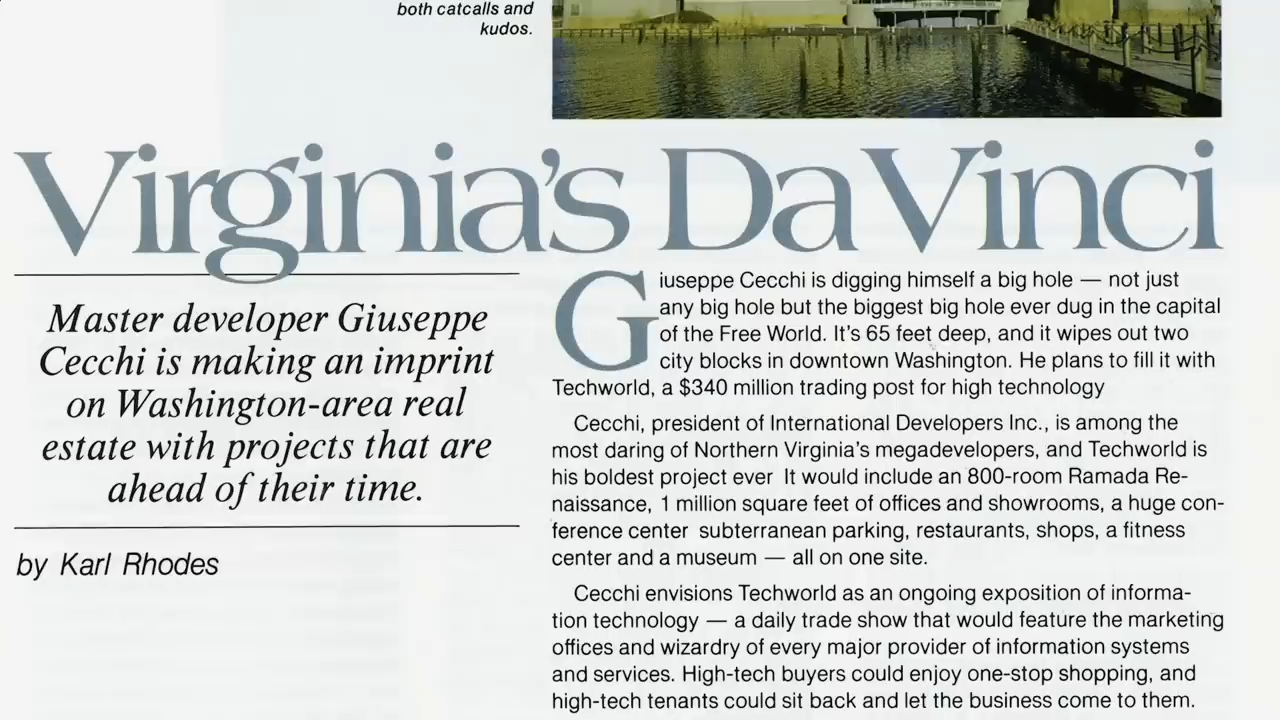 both catcalls and
kudos.
Virginia's Da Vinci
Master developer Giuseppe
Cecchi is making an imprint
on Washington-area real
estate with projects that are
ahead of their time.
by Karl Rhodes
Giuseppe Cecchi is digging himself a big hole — not just
any big hole but the biggest big hole ever dug in the capital
of the Free World. It's 65 feet deep, and it wipes out two
city blocks in downtown Washington. He plans to fill it with
Techworld, a $340 million trading post for high technology
Cecchi, president of International Developers Inc., is among the
most daring of Northern Virginia's megadevelopers, and Techworld is
his boldest project ever It would include an 800-room Ramada Re-
naissance, 1 million square feet of offices and showrooms, a huge con-
ference center subterranean parking, restaurants, shops, a fitness
center and a museum — all on one site.
Cecchi envisions Techworld as an ongoing exposition of informa-
tion technology — a daily trade show that would feature the marketing
offices and wizardry of every major provider of information systems
and services. High-tech buyers could enjoy one-stop shopping, and
high-tech tenants could sit back and let the business come to them.